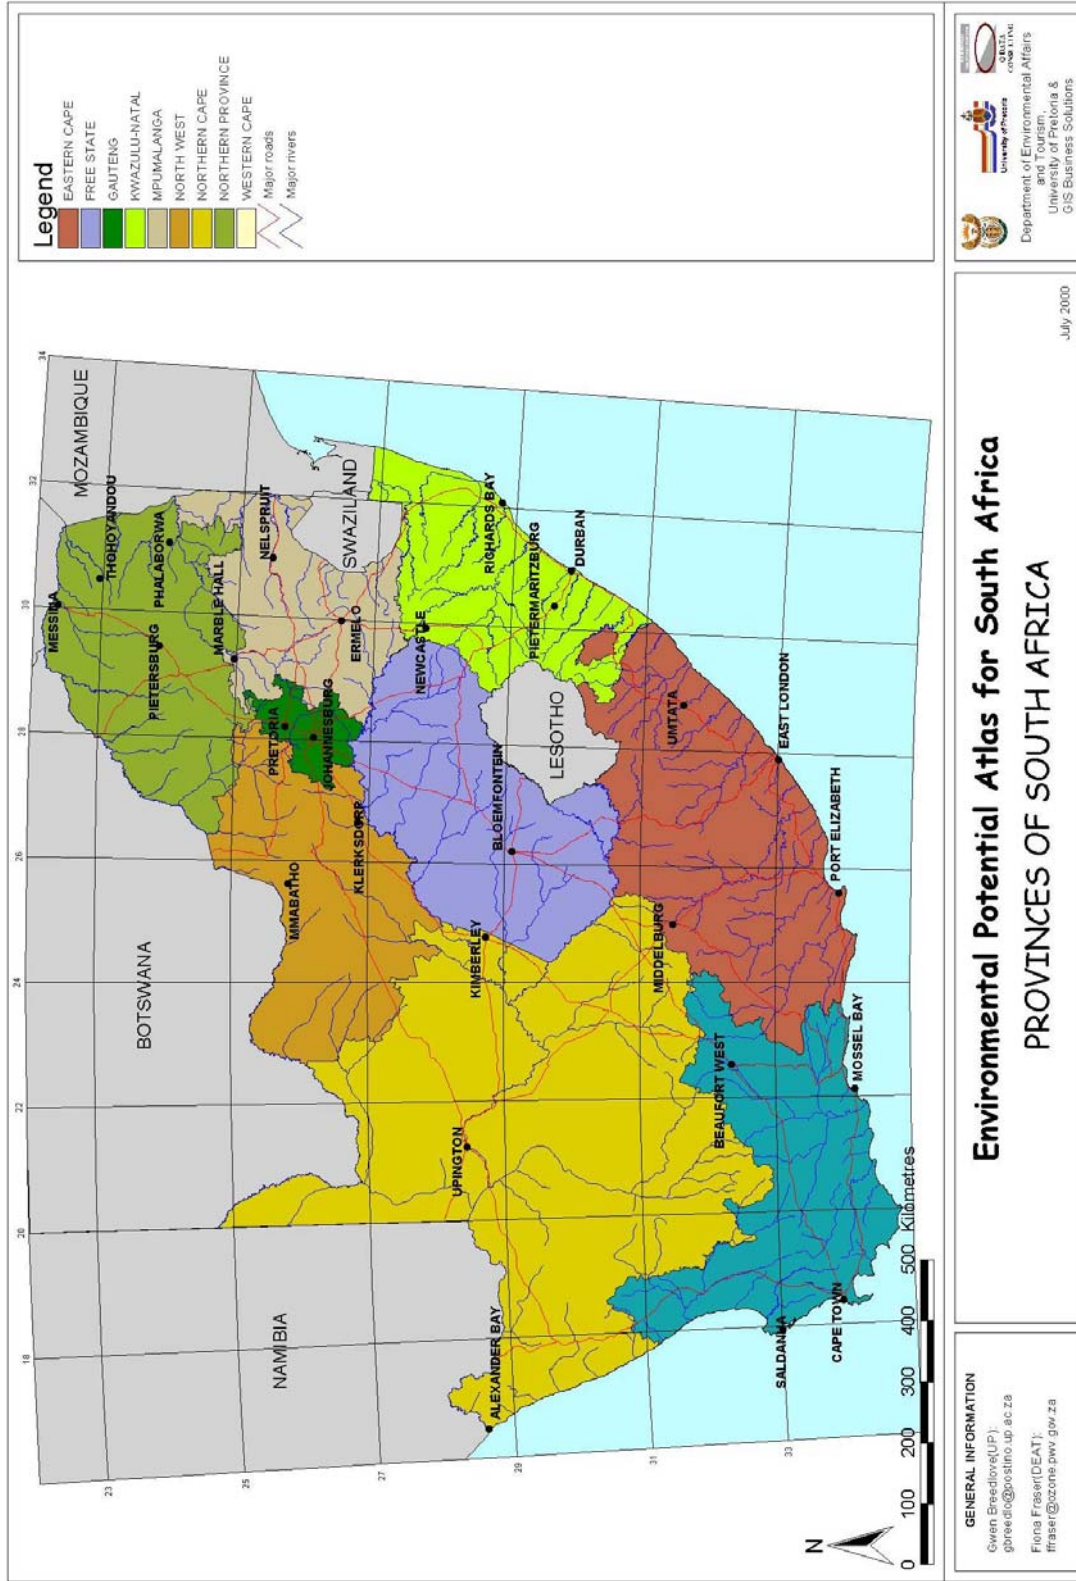 Legend
EASTERN CAPE
FREE STATE
GAUTENG
KWAZULU-NATAL
MPUMALANGA
NORTH WEST
NORTHERN CAPE
NORTHERN PROVINCE
WESTERN CAPE
Major roads
Major rivers
18
20
22
24
26
28
30
32
34
23
25
27
29
31
33
NAMIBIA
BOTSWANA
MOZAMBIQUE
SWAZILAND
LESOTHO
MESSINA
THOHOYANDOU
PIETERSBURG
PHALABORWA
MARBLE HALL
NELSPRUIT
PRETORIA
JOHANNESBURG
ERMELO
MMABATHO
KLERKSDORP
NEWCASTLE
UPINGTON
KIMBERLEY
BLOEMFONTEIN
RICHARDS BAY
PIETERMARITZBURG
DURBAN
ALEXANDER BAY
MIDDELBURG
UMTATA
BEAUFORT WEST
EAST LONDON
SALDANHA
CAPE TOWN
MOSSEL BAY
PORT ELIZABETH
N
0 100 200 300 400 500 Kilometres
GENERAL INFORMATION
Gwen Breedlove(UP):
gbreedlo@postino.up.ac.za
Fiona Fraser(DEAT):
ffraser@ozone.pwv.gov.za
Environmental Potential Atlas for South Africa
PROVINCES OF SOUTH AFRICA
July 2000
University of Pretoria
Q DATA
CONSULTING
Department of Environmental Affairs
and Tourism,
University of Pretoria &
GIS Business Solutions